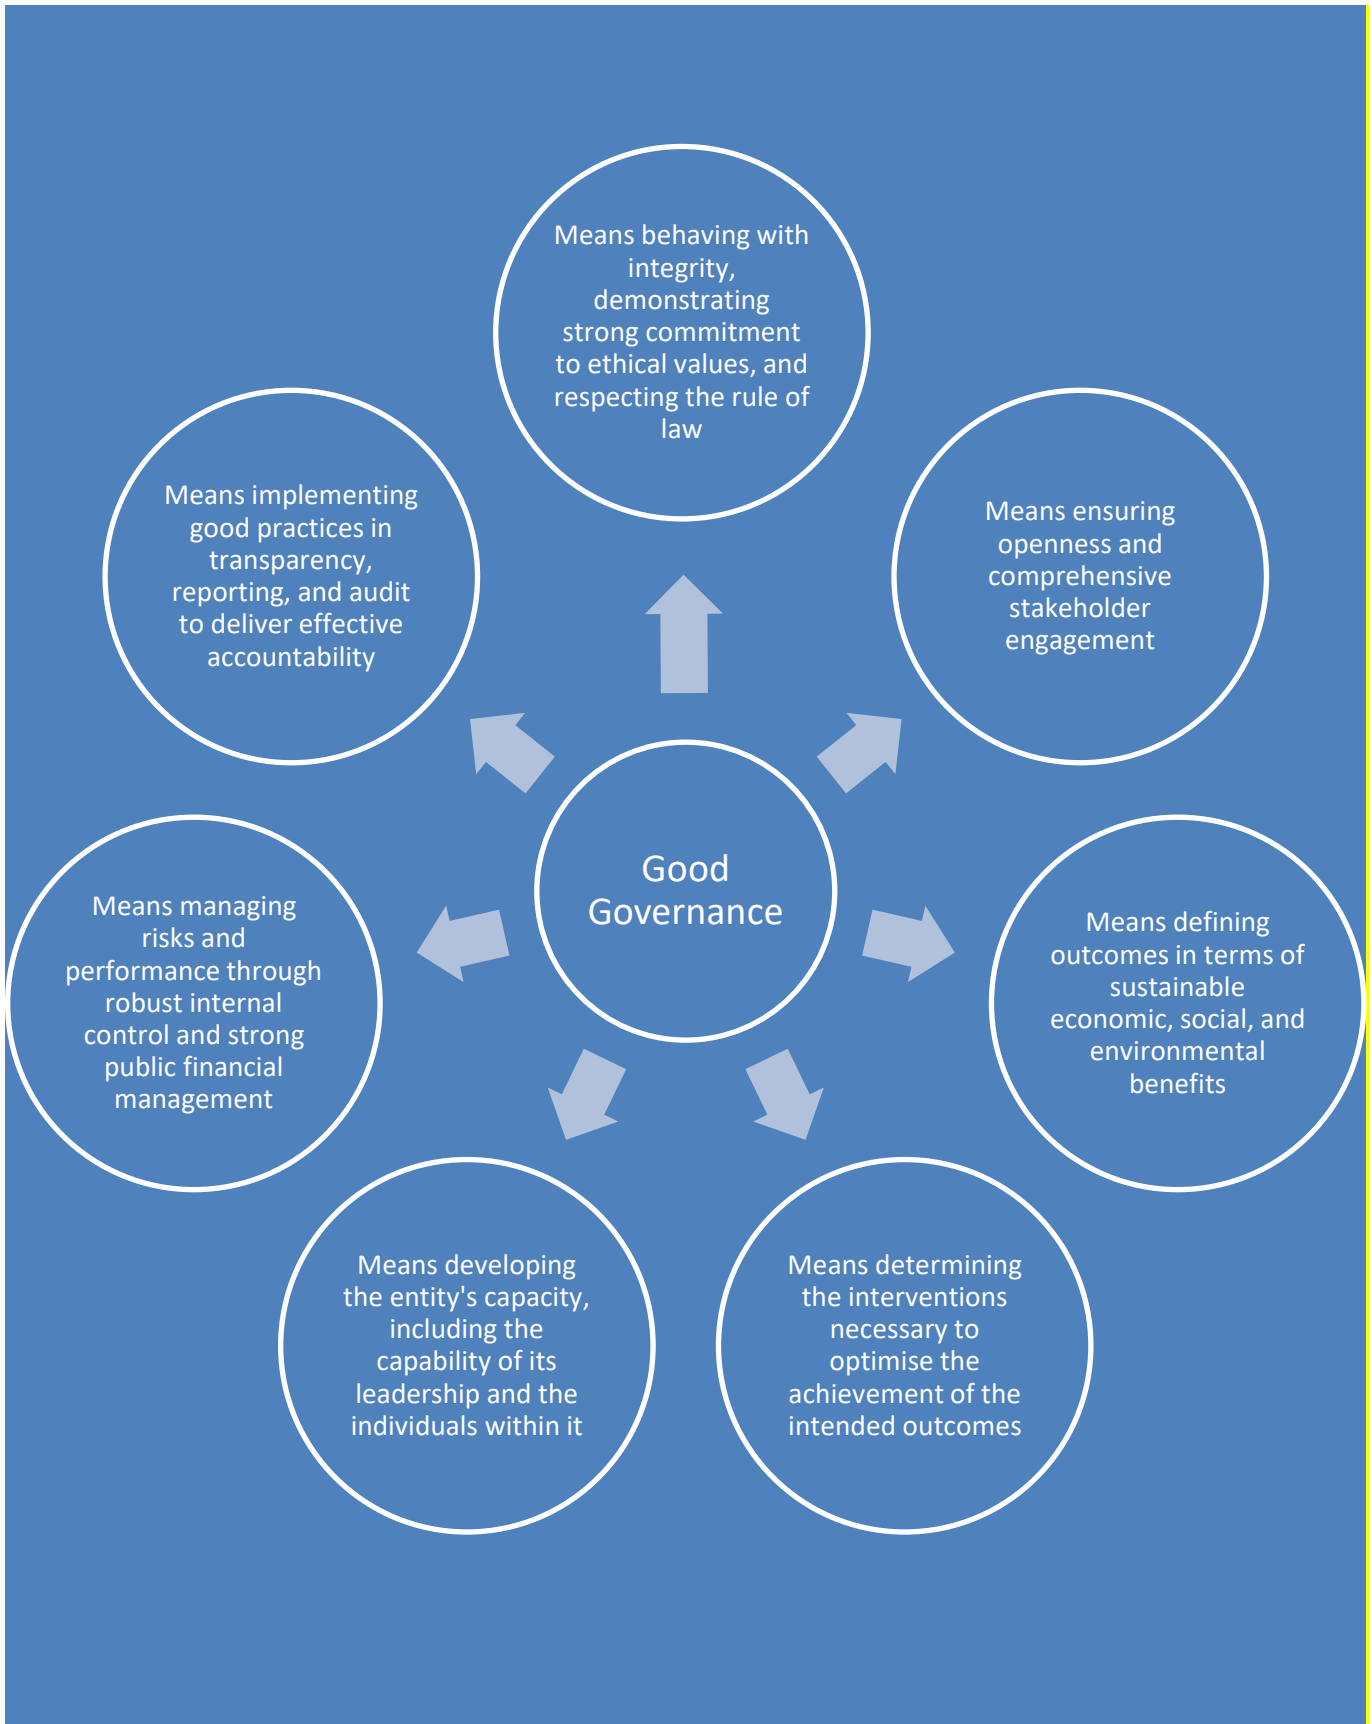 Means behaving with
integrity,
demonstrating
strong commitment
to ethical values, and
respecting the rule of
law
Means ensuring
openness and
comprehensive
stakeholder
engagement
Means defining
outcomes in terms of
sustainable
economic, social, and
environmental
benefits
Means determining
the interventions
necessary to
optimise the
achievement of the
intended outcomes
Means developing
the entity's capacity,
including the
capability of its
leadership and the
individuals within it
Means managing
risks and
performance through
robust internal
control and strong
public financial
management
Means implementing
good practices in
transparency,
reporting, and audit
to deliver effective
accountability
Good
Governance